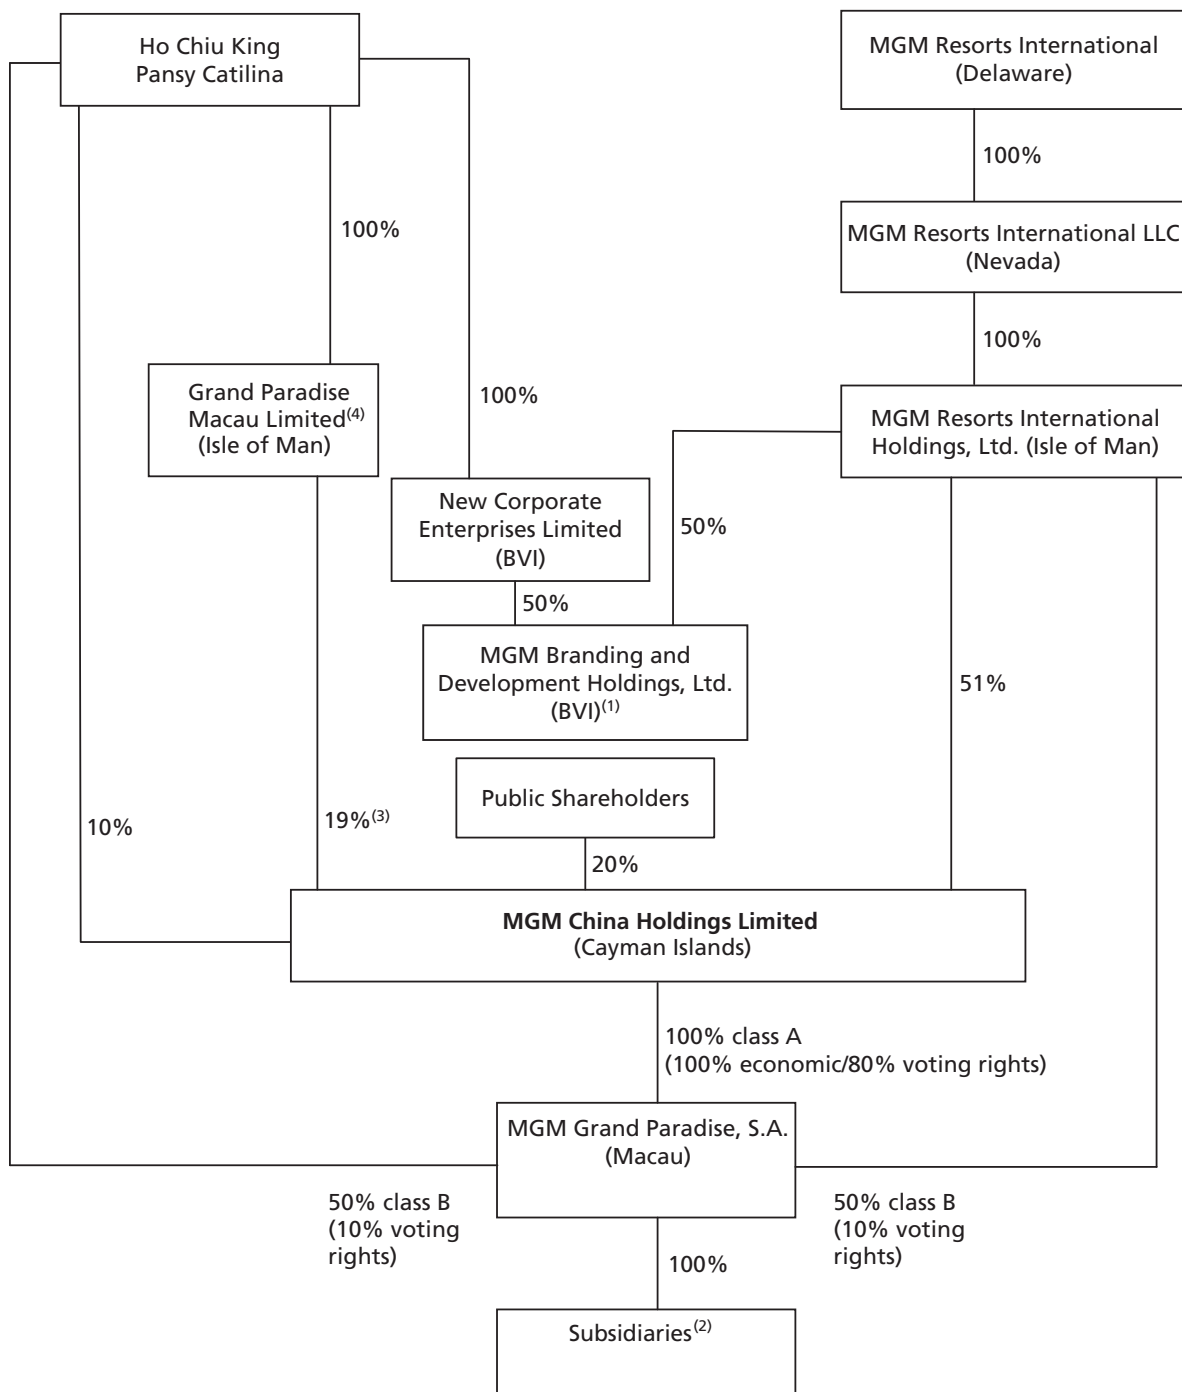 Ho Chiu King
Pansy Catilina
MGM Resorts International
(Delaware)
100%
100%
MGM Resorts International LLC
(Nevada)
100%
Grand Paradise
Macau Limited(4)
(Isle of Man)
100%
MGM Resorts International
Holdings, Ltd. (Isle of Man)
New Corporate
Enterprises Limited
(BVI)
50%
50%
MGM Branding and
Development Holdings, Ltd.
(BVI)(1)
51%
Public Shareholders
10%
19%(3)
20%
MGM China Holdings Limited
(Cayman Islands)
100% class A
(100% economic/80% voting rights)
MGM Grand Paradise, S.A.
(Macau)
50% class B
(10% voting
rights)
50% class B
(10% voting
rights)
100%
Subsidiaries(2)